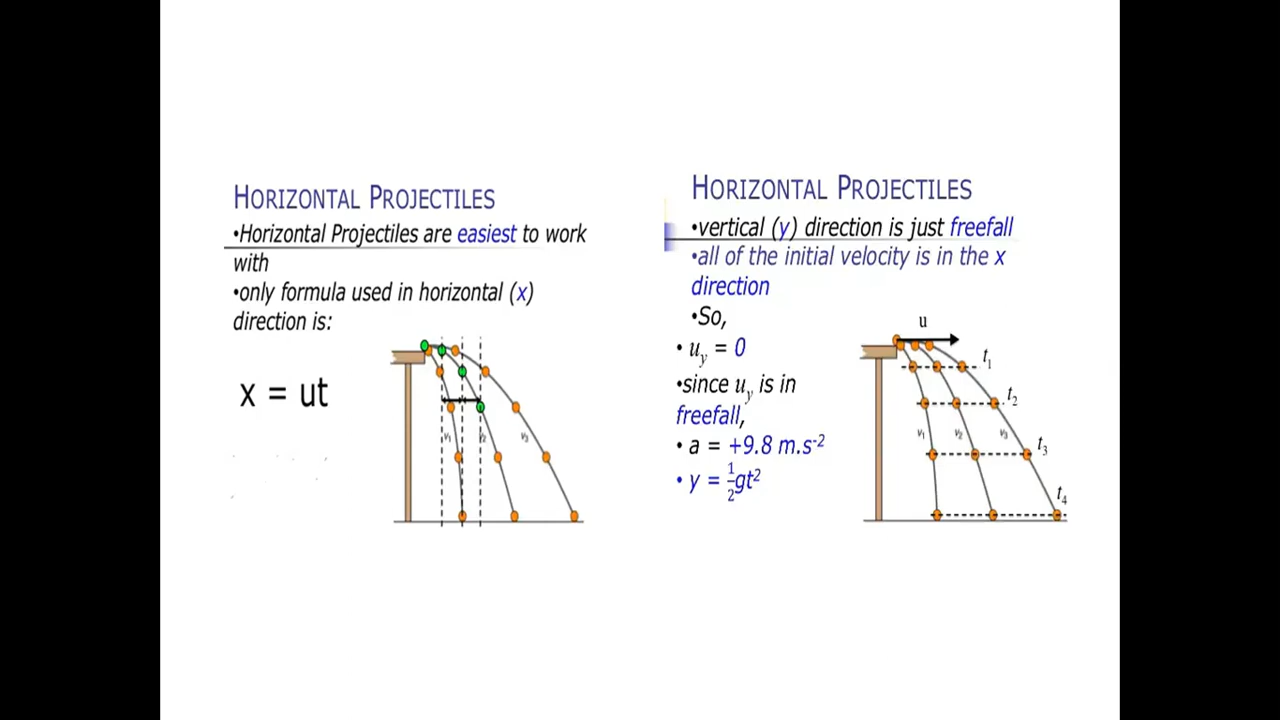 HORIZONTAL PROJECTILES
•Horizontal Projectiles are easiest to work
with
•only formula used in horizontal (x)
direction is:
x = ut
v₁
v₂
v₃
HORIZONTAL PROJECTILES
•vertical (y) direction is just freefall
•all of the initial velocity is in the x
direction
•So,
• uy = 0
•since uy is in
freefall,
• a = +9.8 m.s-2
• y = 1/2gt²
u
t₁
t₂
v₁
v₂
v₃
t₃
t₄